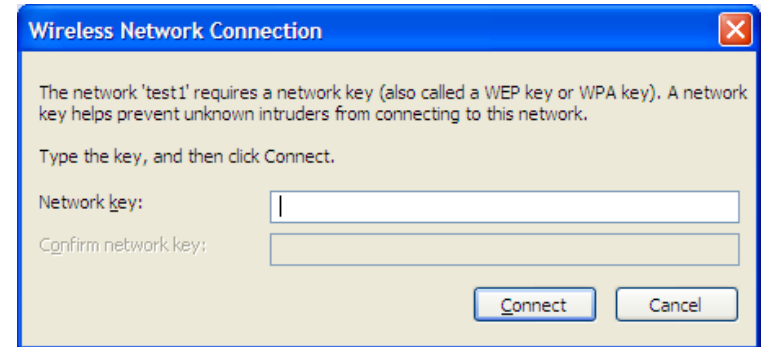 Wireless Network Connection
The network 'test1' requires a network key (also called a WEP key or WPA key). A network
key helps prevent unknown intruders from connecting to this network.
Type the key, and then click Connect.
Network key:
Confirm network key:
Connect Cancel